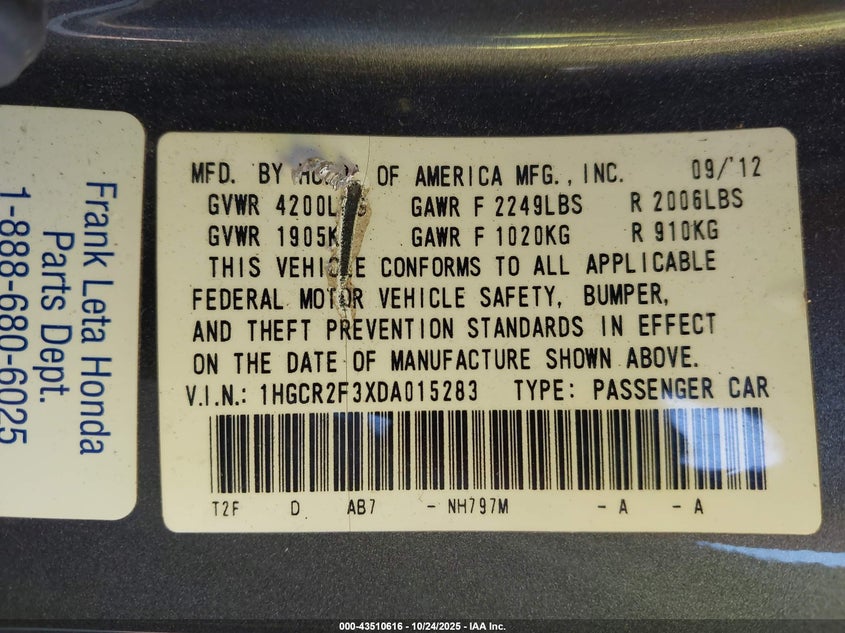 Frank Leta Honda
Parts Dept.
1-888-680-6025
MFD. BY OF AMERICA MFG., INC. 09/'12
GVWR 4200L GAWR F 2249LBS R 2006LBS
GVWR 1905K GAWR F 1020KG R 910KG
THIS VEHICLE CONFORMS TO ALL APPLICABLE
FEDERAL MOTOR VEHICLE SAFETY, BUMPER,
AND THEFT PREVENTION STANDARDS IN EFFECT
ON THE DATE OF MANUFACTURE SHOWN ABOVE.
V.I.N.: 1HGCR2F3XDA015283 TYPE: PASSENGER CAR
T2F D AB7 - NH797M - A - A
000-43510616 - 10/24/2025 - IAA Inc.